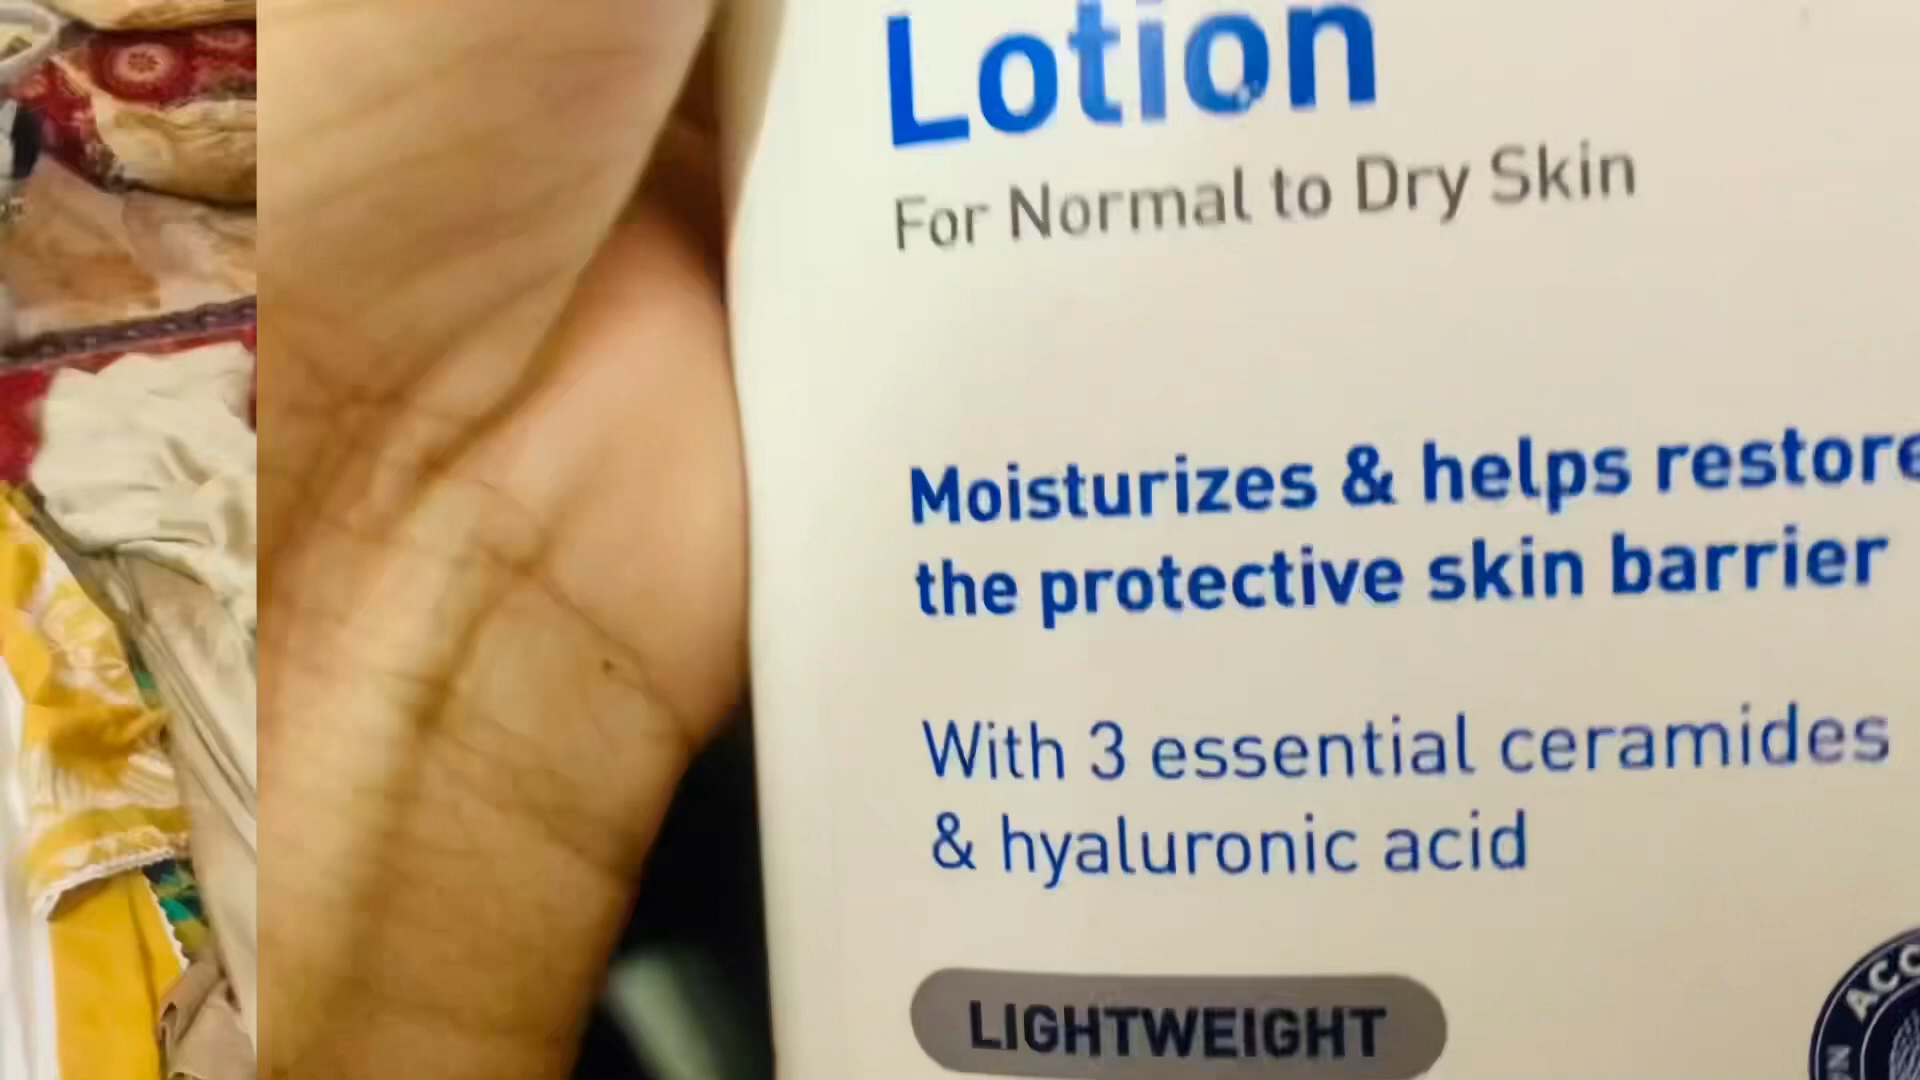 Lotion
For Normal to Dry Skin
Moisturizes & helps restore
the protective skin barrier
With 3 essential ceramides
& hyaluronic acid
LIGHTWEIGHT